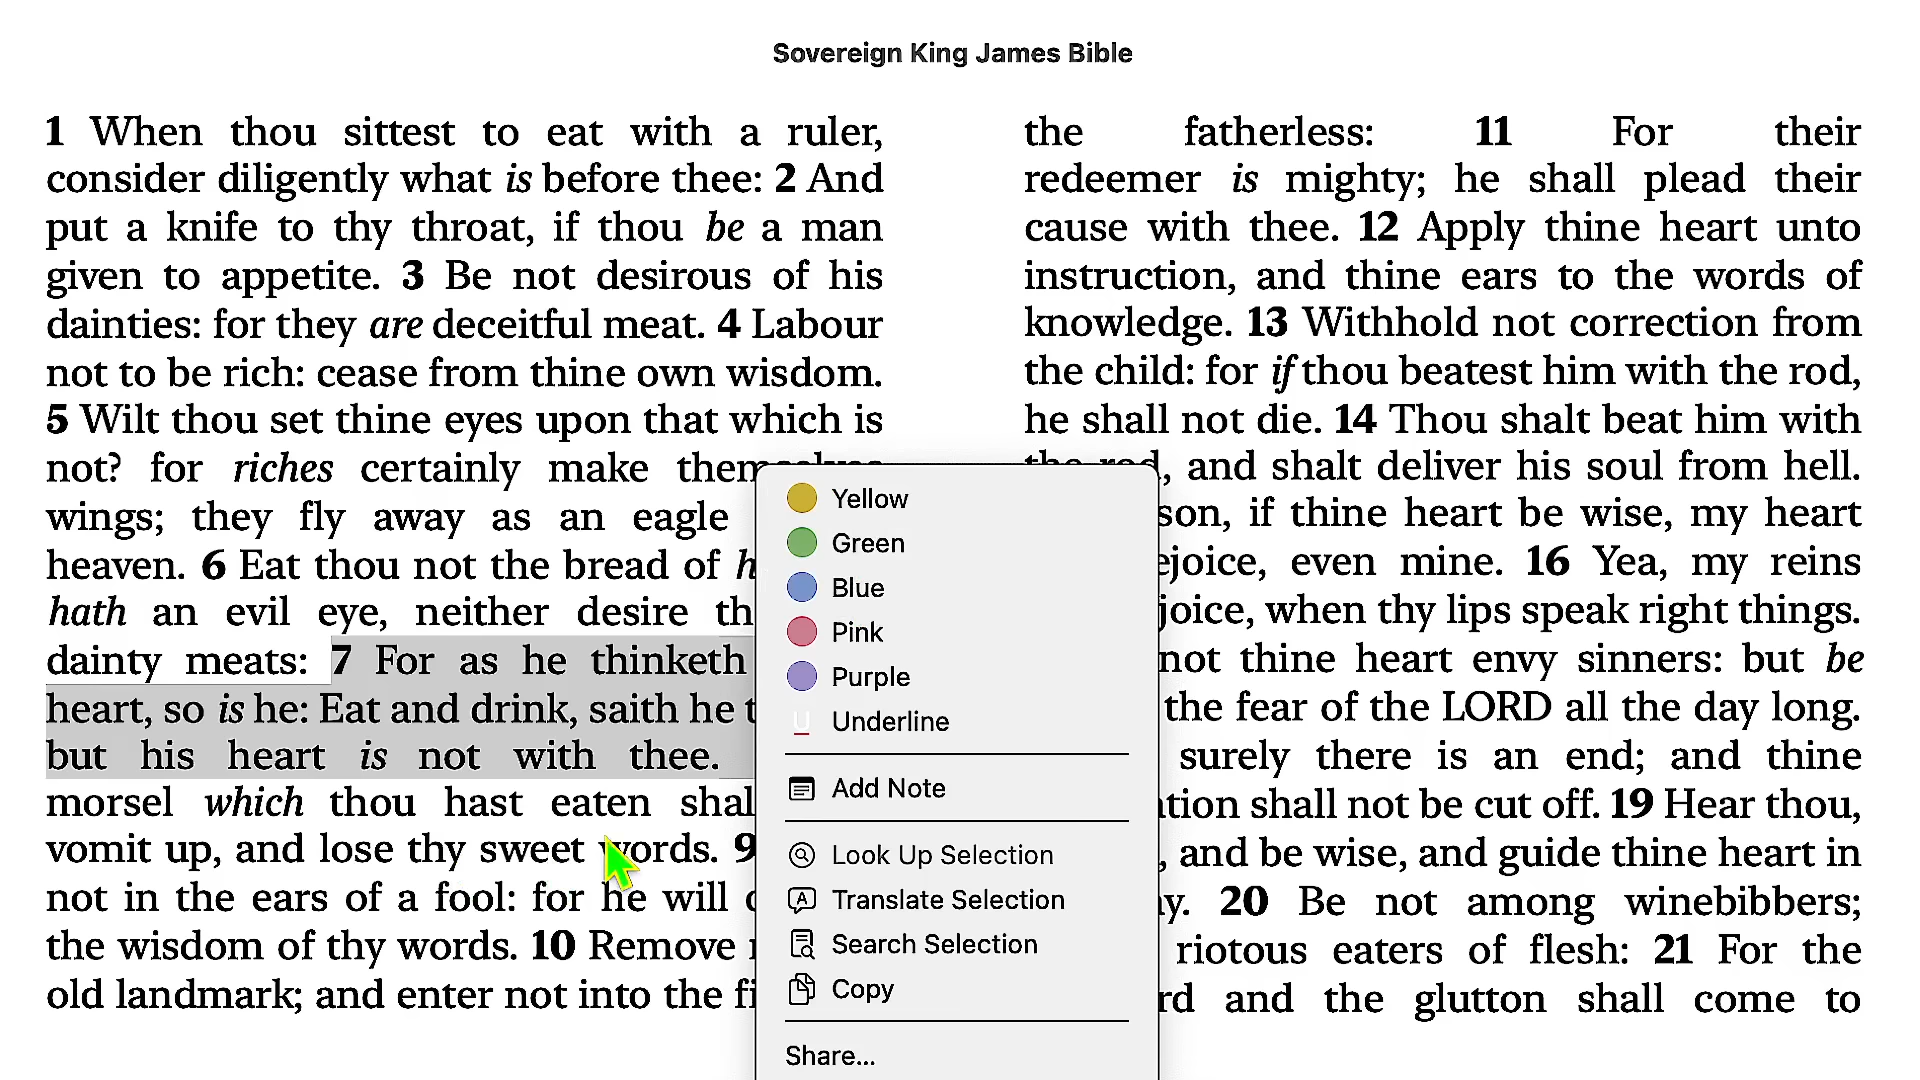 Sovereign King James Bible
1 When thou sittest to eat with a ruler,
consider diligently what is before thee: 2 And
put a knife to thy throat, if thou be a man
given to appetite. 3 Be not desirous of his
dainties: for they are deceitful meat. 4 Labour
not to be rich: cease from thine own wisdom.
5 Wilt thou set thine eyes upon that which is
not? for riches certainly make themselves
wings; they fly away as an eagle
heaven. 6 Eat thou not the bread of
hath an evil eye, neither desire
dainty meats: 7 For as he thinketh
heart, so is he: Eat and drink, saith he
but his heart is not with thee.
morsel which thou hast eaten
vomit up, and lose thy sweet words. 9
not in the ears of a fool: for he will
the wisdom of thy words. 10 Remove
old landmark; and enter not into the
the fatherless: 11 For their
redeemer is mighty; he shall plead their
cause with thee. 12 Apply thine heart unto
instruction, and thine ears to the words of
knowledge. 13 Withhold not correction from
the child: for if thou beatest him with the rod,
he shall not die. 14 Thou shalt beat him with
the rod, and shalt deliver his soul from hell.
son, if thine heart be wise, my heart
even mine. 16 Yea, my reins
when thy lips speak right things.
not thine heart envy sinners: but be
the fear of the LORD all the day long.
surely there is an end; and thine
shall not be cut off. 19 Hear thou,
and be wise, and guide thine heart in
20 Be not among winebibbers;
riotous eaters of flesh: 21 For the
and the glutton shall come to
Yellow
Green
Blue
Pink
Purple
U Underline
Add Note
Look Up Selection
Translate Selection
Search Selection
Copy
Share...